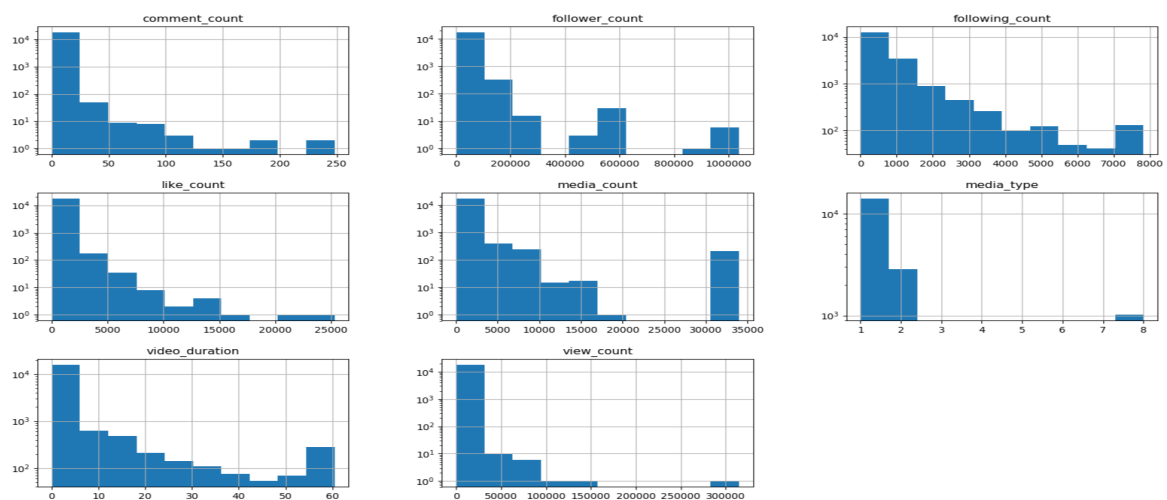 comment_count
10⁴
10³
10²
10¹
10⁰
0 50 100 150 200 250
follower_count
10⁴
10³
10²
10¹
10⁰
0 200000 400000 600000 800000 1000000
following_count
10⁴
10³
10²
0 1000 2000 3000 4000 5000 6000 7000 8000
like_count
10⁴
10³
10²
10¹
10⁰
0 5000 10000 15000 20000 25000
media_count
10⁴
10³
10²
10¹
10⁰
0 5000 10000 15000 20000 25000 30000 35000
media_type
10⁴
10³
1 2 3 4 5 6 7 8
video_duration
10⁴
10³
10²
0 10 20 30 40 50 60
view_count
10⁴
10³
10²
10¹
10⁰
0 50000 100000 150000 200000 250000 300000